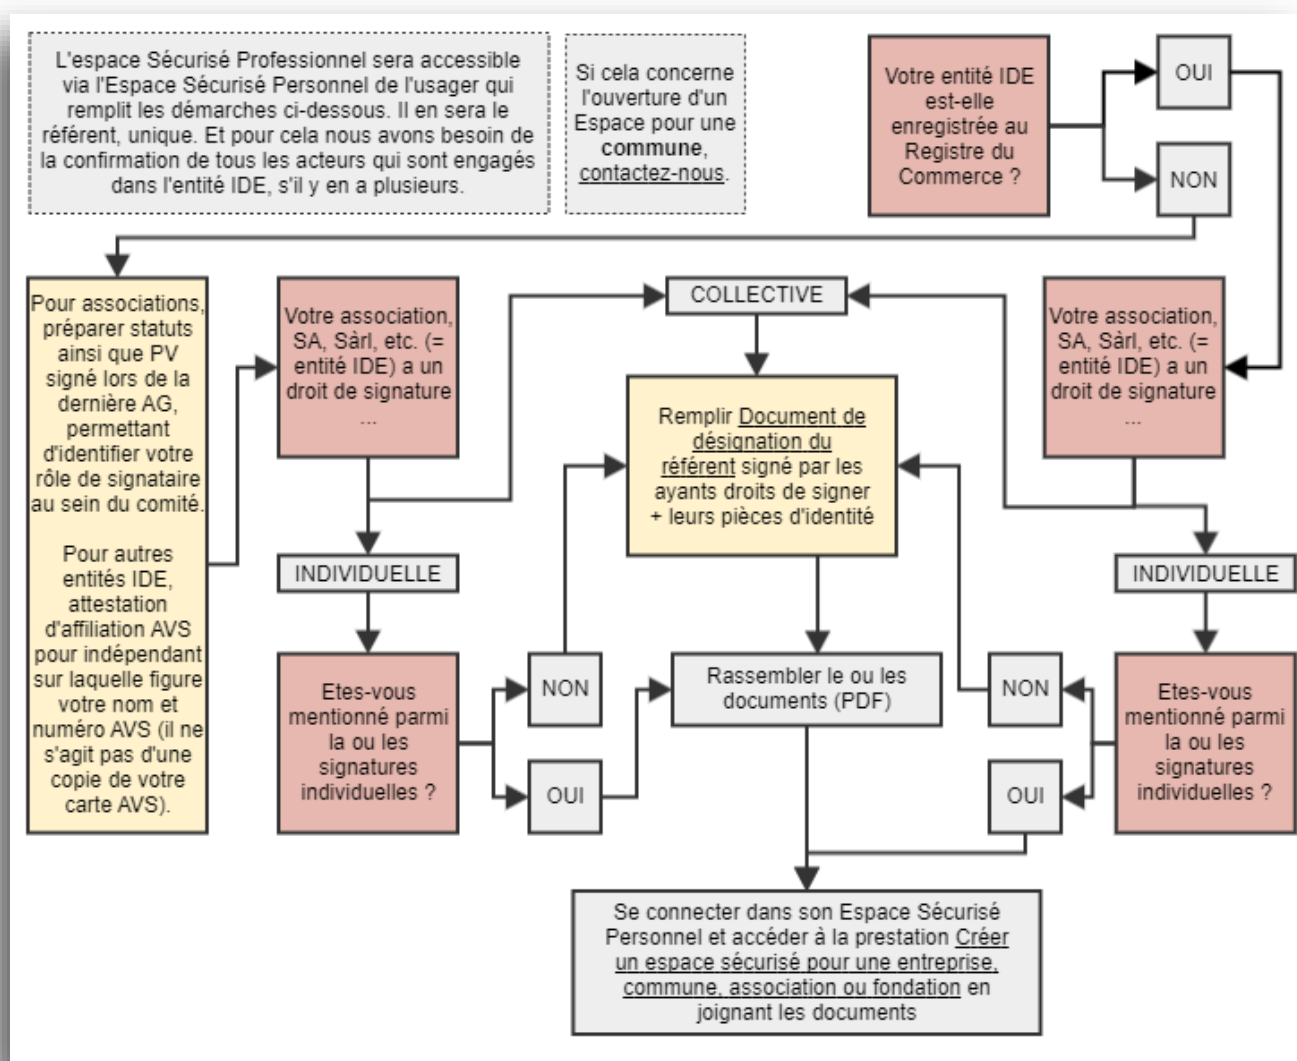 L'espace Sécurisé Professionnel sera accessible
via l'Espace Sécurisé Personnel de l'usager qui
remplit les démarches ci-dessous. Il en sera le
référent, unique. Et pour cela nous avons besoin de
la confirmation de tous les acteurs qui sont engagés
dans l'entité IDE, s'il y en a plusieurs.
Si cela concerne
l'ouverture d'un
Espace pour une
commune,
contactez-nous.
Votre entité IDE
est-elle
enregistrée au
Registre du
Commerce ?
OUI
NON
Pour associations,
préparer statuts
ainsi que PV
signé lors de la
dernière AG,
permettant
d'identifier votre
rôle de signataire
au sein du comité.
Pour autres
entités IDE,
attestation
d'affiliation AVS
pour indépendant
sur laquelle figure
votre nom et
numéro AVS (il ne
s'agit pas d'une
copie de votre
carte AVS).
Votre association,
SA, Sàrl, etc. (=
entité IDE) a un
droit de signature
...
COLLECTIVE
Votre association,
SA, Sàrl, etc. (=
entité IDE) a un
droit de signature
...
Remplir Document de
désignation du
référent signé par les
ayants droits de signer
+ leurs pièces d'identité
INDIVIDUELLE
INDIVIDUELLE
Etes-vous
mentionné parmi
la ou les
signatures
individuelles ?
NON
OUI
Rassembler le ou les
documents (PDF)
NON
OUI
Etes-vous
mentionné parmi
la ou les
signatures
individuelles ?
Se connecter dans son Espace Sécurisé
Personnel et accéder à la prestation Créer
un espace sécurisé pour une entreprise,
commune, association ou fondation en
joignant les documents